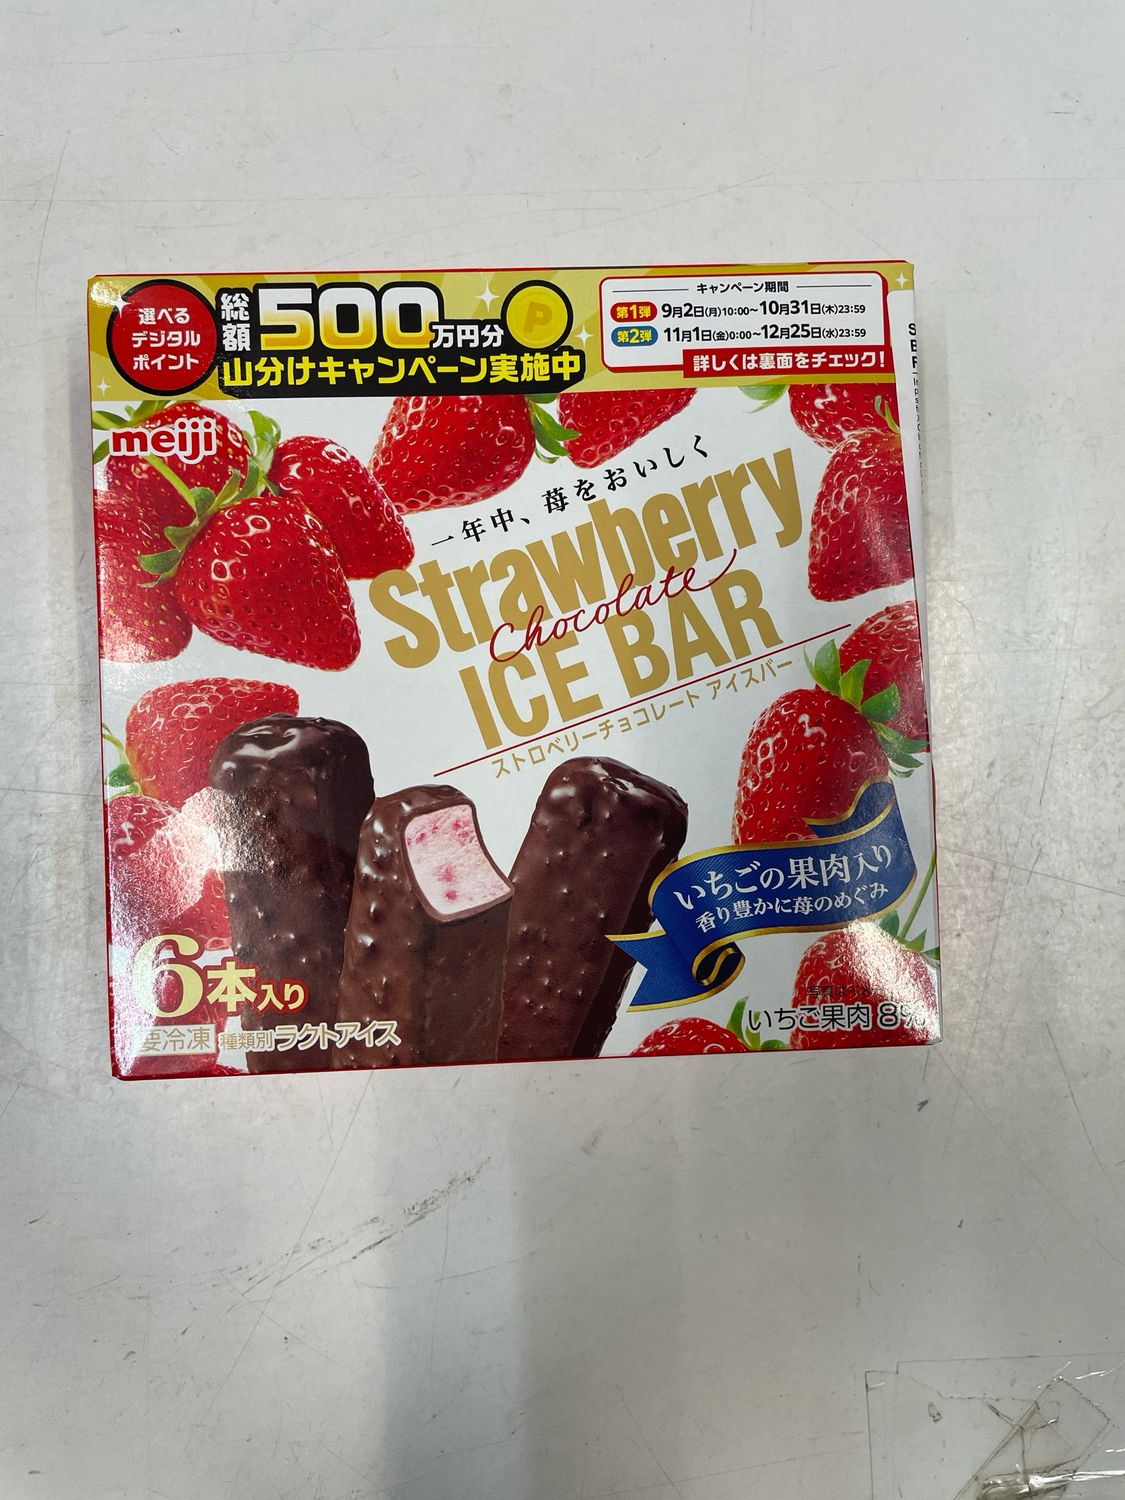 選べる
デジタル
ポイント
総額500万円分
山分けキャンペーン実施中
P
キャンペーン期間
第1弾 9月2日(月)10:00~10月31日(木)23:59
第2弾 11月1日(金)0:00~12月25日(水)23:59
詳しくは裏面をチェック!
meiji
一年中、苺をおいしく
Strawberry
Chocolate
ICE BAR
ストロベリーチョコレート アイスバー
いちごの果肉入り
香り豊かに苺のめぐみ
6本入り
要冷凍 種類別ラクトアイス
いちご果肉 8%